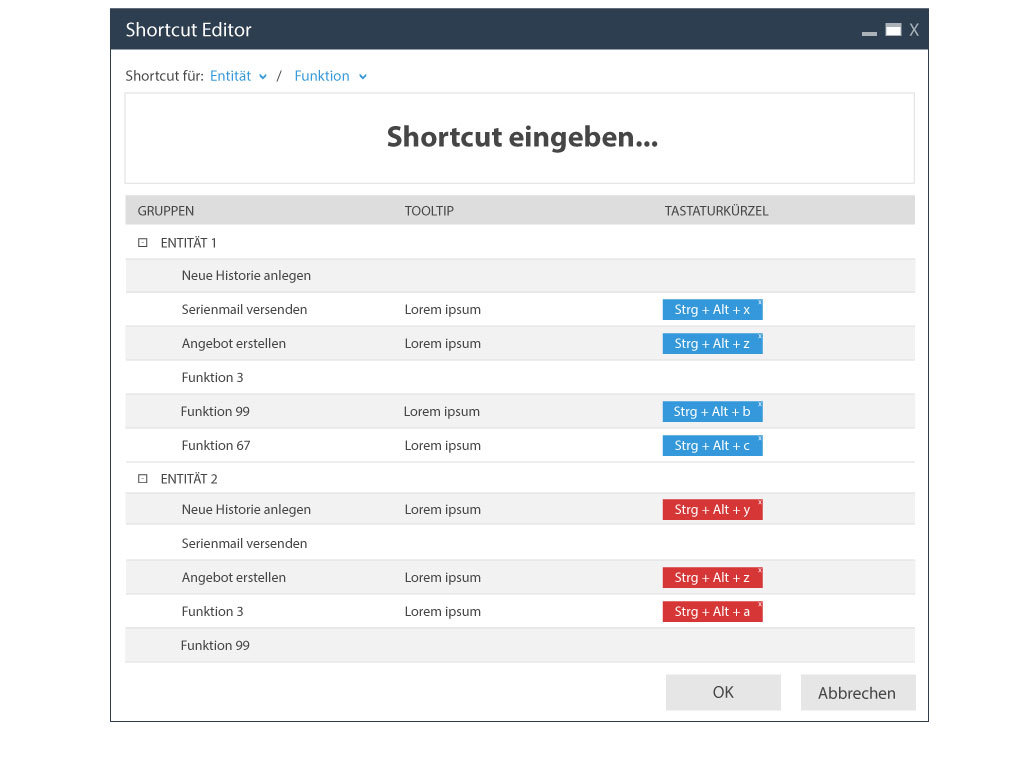 Shortcut Editor X
Shortcut für: Entität / Funktion
Shortcut eingeben...
GRUPPEN TOOLTIP TASTATURKÜRZEL
ENTITÄT 1
Neue Historie anlegen
Serienmail versenden Lorem ipsum Strg + Alt + x x
Angebot erstellen Lorem ipsum Strg + Alt + z x
Funktion 3
Funktion 99 Lorem ipsum Strg + Alt + b x
Funktion 67 Lorem ipsum Strg + Alt + c x
ENTITÄT 2
Neue Historie anlegen Lorem ipsum Strg + Alt + y x
Serienmail versenden
Angebot erstellen Lorem ipsum Strg + Alt + z x
Funktion 3 Lorem ipsum Strg + Alt + a x
Funktion 99
OK Abbrechen